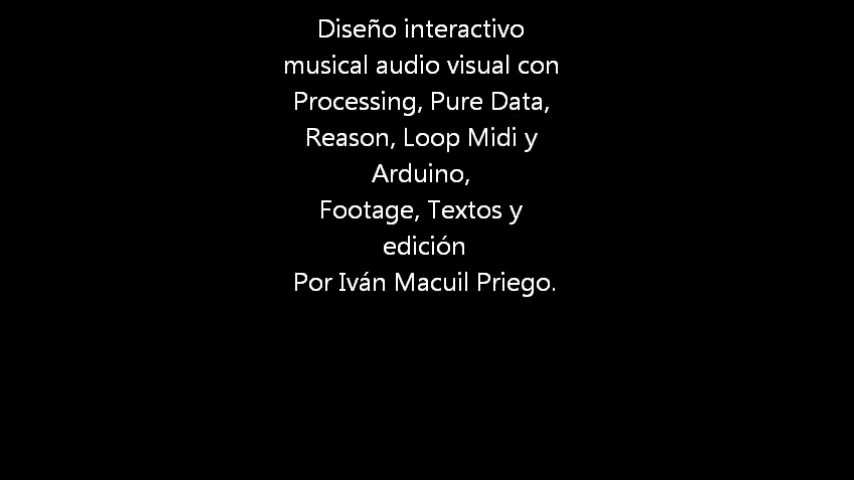 Diseño interactivo
musical audio visual con
Processing, Pure Data,
Reason, Loop Midi y
Arduino,
Footage, Textos y
edición
Por Iván Macuil Priego.